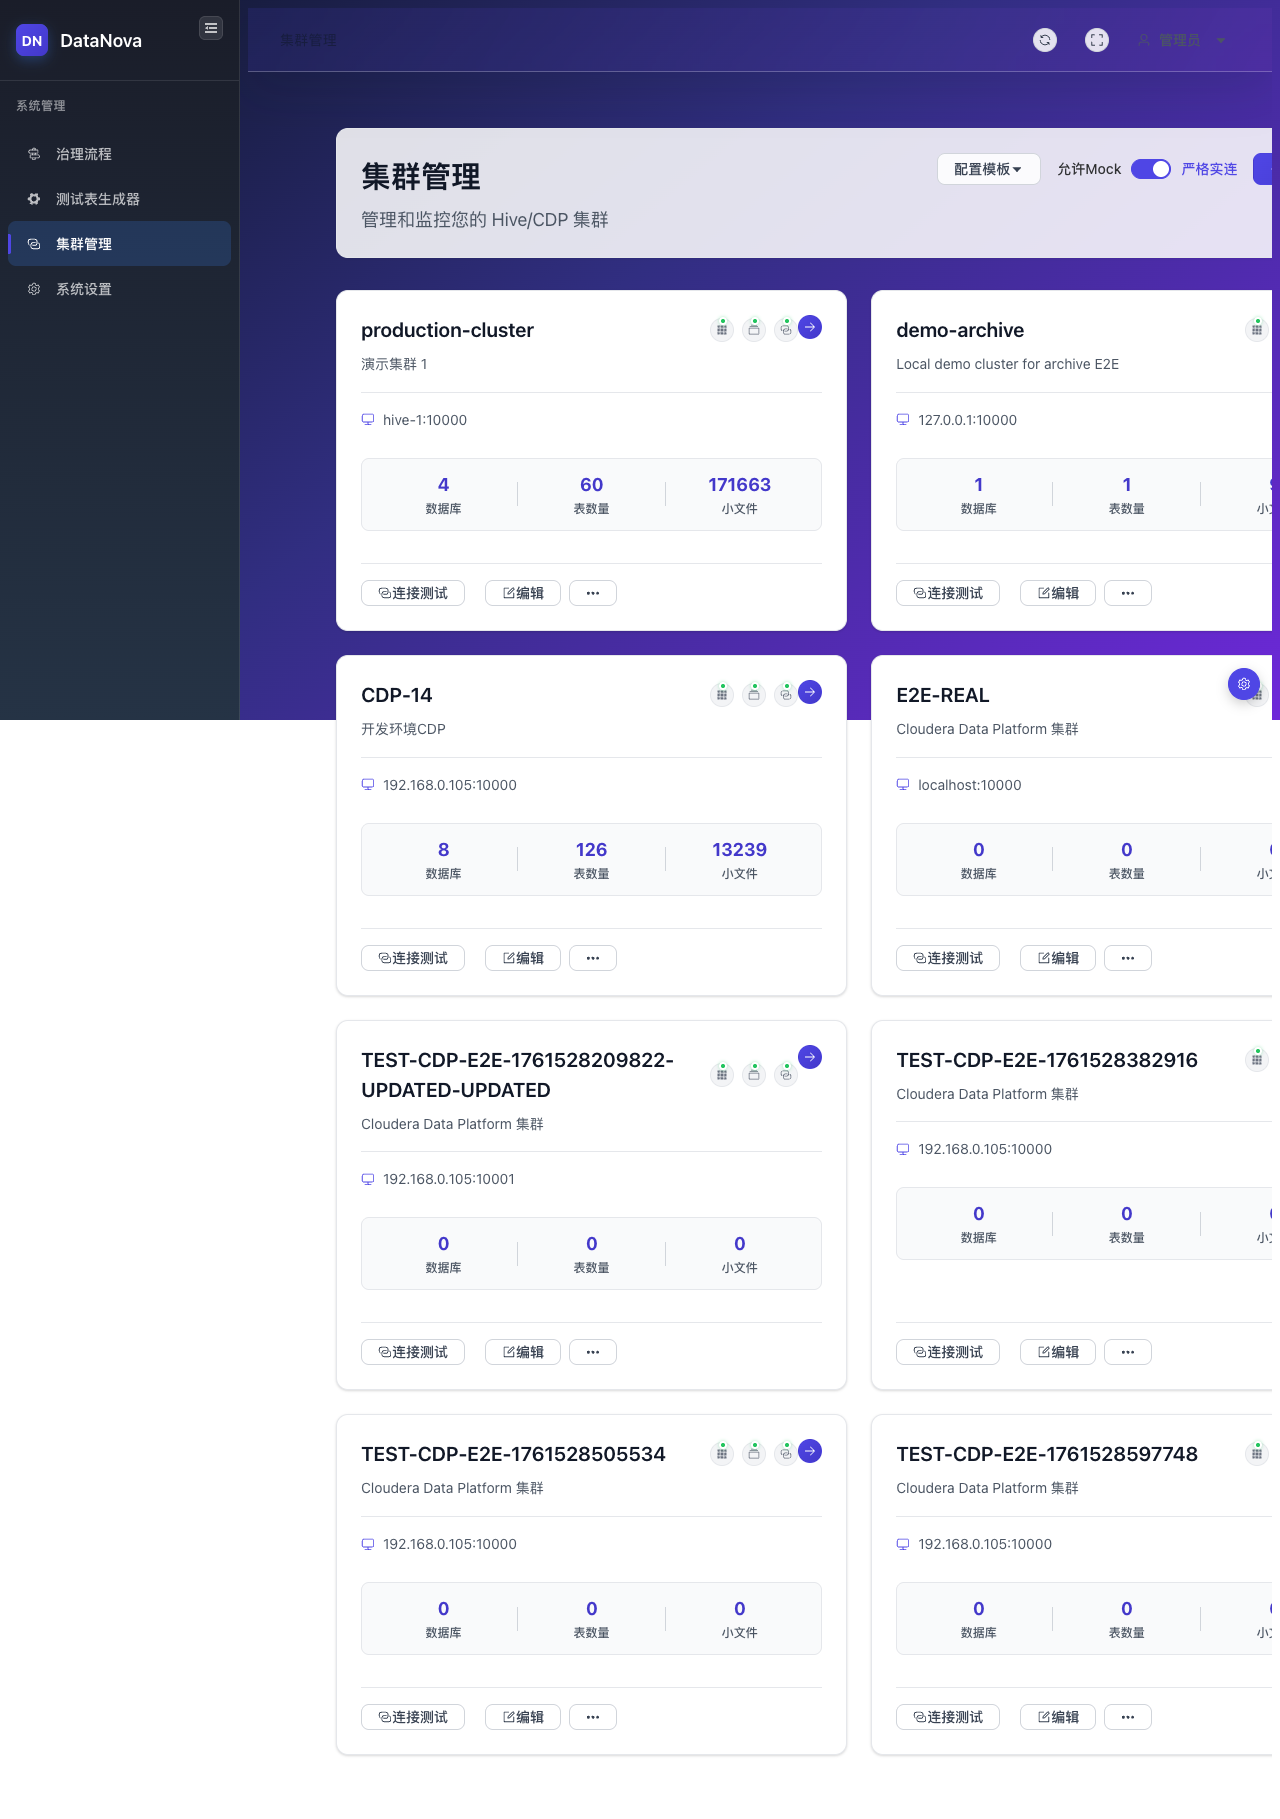 DN DataNova
系统管理
治理流程
测试表生成器
集群管理
系统设置
集群管理
管理员
集群管理
管理和监控您的 Hive/CDP 集群
配置模板
允许Mock
严格实连
production-cluster
演示集群 1
hive-1:10000
4 60 171663
数据库 表数量 小文件
连接测试 编辑 •••
demo-archive
Local demo cluster for archive E2E
127.0.0.1:10000
1 1
数据库 表数量
连接测试 编辑 •••
CDP-14
开发环境CDP
192.168.0.105:10000
8 126 13239
数据库 表数量 小文件
连接测试 编辑 •••
E2E-REAL
Cloudera Data Platform 集群
localhost:10000
0 0
数据库 表数量
连接测试 编辑 •••
TEST-CDP-E2E-1761528209822-
UPDATED-UPDATED
Cloudera Data Platform 集群
192.168.0.105:10001
0 0 0
数据库 表数量 小文件
连接测试 编辑 •••
TEST-CDP-E2E-1761528382916
Cloudera Data Platform 集群
192.168.0.105:10000
0 0
数据库 表数量
连接测试 编辑 •••
TEST-CDP-E2E-1761528505534
Cloudera Data Platform 集群
192.168.0.105:10000
0 0 0
数据库 表数量 小文件
连接测试 编辑 •••
TEST-CDP-E2E-1761528597748
Cloudera Data Platform 集群
192.168.0.105:10000
0 0
数据库 表数量
连接测试 编辑 •••